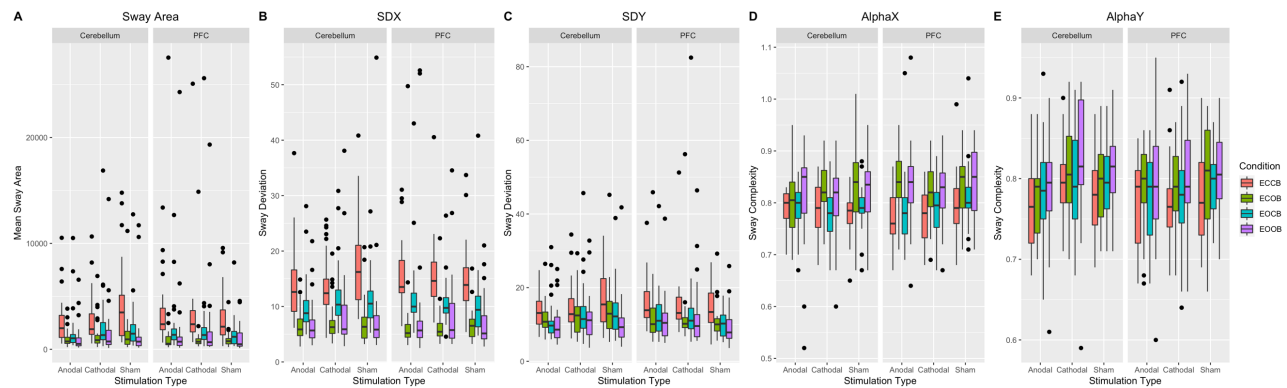 A
Sway Area
Cerebellum
PFC
20000
10000
0
Mean Sway Area
Anodal Cathodal Sham
Anodal Cathodal Sham
Stimulation Type
B
SDX
Cerebellum
PFC
50
40
30
20
10
0
Sway Deviation
Anodal Cathodal Sham
Anodal Cathodal Sham
Stimulation Type
C
SDY
Cerebellum
PFC
80
60
40
20
0
Sway Deviation
Anodal Cathodal Sham
Anodal Cathodal Sham
Stimulation Type
D
AlphaX
Cerebellum
PFC
1.1
1.0
0.9
0.8
0.7
0.6
0.5
Sway Complexity
Anodal Cathodal Sham
Anodal Cathodal Sham
Stimulation Type
E
AlphaY
Cerebellum
PFC
0.9
0.8
0.7
0.6
Sway Complexity
Anodal Cathodal Sham
Anodal Cathodal Sham
Stimulation Type
Condition
ECCB
ECOB
EOCB
EOOB